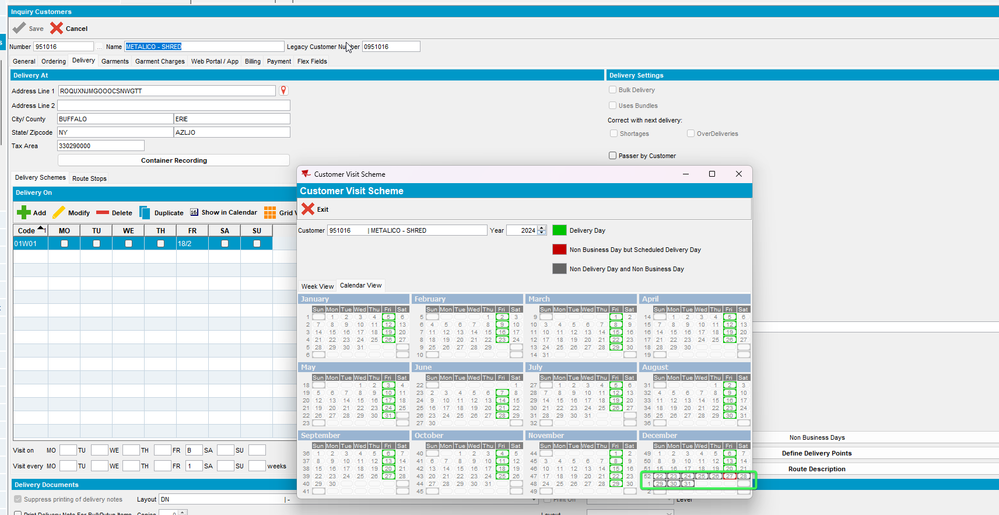 Inquiry Customers
Save Cancel
Number 951016 ... Name METALICO - SHRED Legacy Customer Number 0951016
General Ordering Delivery Garments Garment Charges Web Portal / App Billing Payment Flex Fields
Delivery At
Delivery Settings
Address Line 1 ROQUXNJMGOOOCSNWGTT
Address Line 2
City/ County BUFFALO ERIE
State/ Zipcode NY AZLJO
Tax Area 330290000
Container Recording
Bulk Delivery
Uses Bundles
Correct with next delivery:
Shortages OverDeliveries
Passer by Customer
Delivery Schemes Route Stops
Delivery On
Add Modify Delete Duplicate 16 Show in Calendar Grid
Code 1 MO TU WE TH FR SA SU
01W01 18/2
Visit on MO TU WE TH FR B SA SU
Visit every MO TU WE TH FR 1 SA SU weeks
Delivery Documents
Suppress printing of delivery notes Layout DN | -
Print On Level
Non Business Days
Define Delivery Points
Route Description
Customer Visit Scheme
Customer Visit Scheme
Exit
Customer 951016 | METALICO - SHRED Year 2024
Delivery Day
Non Business Day but Scheduled Delivery Day
Non Delivery Day and Non Business Day
Week View Calendar View
January
Sun Mon Tue Wed Thu Fri Sat
1 1 2 3 4 5 6
2 7 8 9 10 11 12 13
3 14 15 16 17 18 19 20
4 21 22 23 24 25 26 27
5 28 29 30 31
6
February
Sun Mon Tue Wed Thu Fri Sat
5 1 2 3
6 4 5 6 7 8 9 10
7 11 12 13 14 15 16 17
8 18 19 20 21 22 23 24
9 25 26 27 28 29
10
March
Sun Mon Tue Wed Thu Fri Sat
9 1 2
10 3 4 5 6 7 8 9
11 10 11 12 13 14 15 16
12 17 18 19 20 21 22 23
13 24 25 26 27 28 29 30
14 31
April
Sun Mon Tue Wed Thu Fri Sat
14 1 2 3 4 5 6
15 7 8 9 10 11 12 13
16 14 15 16 17 18 19 20
17 21 22 23 24 25 26 27
18 28 29 30
19
May
Sun Mon Tue Wed Thu Fri Sat
18 1 2 3 4
19 5 6 7 8 9 10 11
20 12 13 14 15 16 17 18
21 19 20 21 22 23 24 25
22 26 27 28 29 30 31
23
June
Sun Mon Tue Wed Thu Fri Sat
22 1
23 2 3 4 5 6 7 8
24 9 10 11 12 13 14 15
25 16 17 18 19 20 21 22
26 23 24 25 26 27 28 29
27 30
July
Sun Mon Tue Wed Thu Fri Sat
27 1 2 3 4 5 6
28 7 8 9 10 11 12 13
29 14 15 16 17 18 19 20
30 21 22 23 24 25 26 27
31 28 29 30 31
32
August
Sun Mon Tue Wed Thu Fri Sat
31 1 2 3
32 4 5 6 7 8 9 10
33 11 12 13 14 15 16 17
34 18 19 20 21 22 23 24
35 25 26 27 28 29 30 31
36
September
Sun Mon Tue Wed Thu Fri Sat
36 1 2 3 4 5 6 7
37 8 9 10 11 12 13 14
38 15 16 17 18 19 20 21
39 22 23 24 25 26 27 28
40 29 30
41
October
Sun Mon Tue Wed Thu Fri Sat
40 1 2 3 4 5
41 6 7 8 9 10 11 12
42 13 14 15 16 17 18 19
43 20 21 22 23 24 25 26
44 27 28 29 30 31
45
November
Sun Mon Tue Wed Thu Fri Sat
44 1 2
45 3 4 5 6 7 8 9
46 10 11 12 13 14 15 16
47 17 18 19 20 21 22 23
48 24 25 26 27 28 29 30
49
December
Sun Mon Tue Wed Thu Fri Sat
49 1 2 3 4 5 6 7
50 8 9 10 11 12 13 14
51 15 16 17 18 19 20 21
52 22 23 24 25 26 27 28
1 29 30 31
2